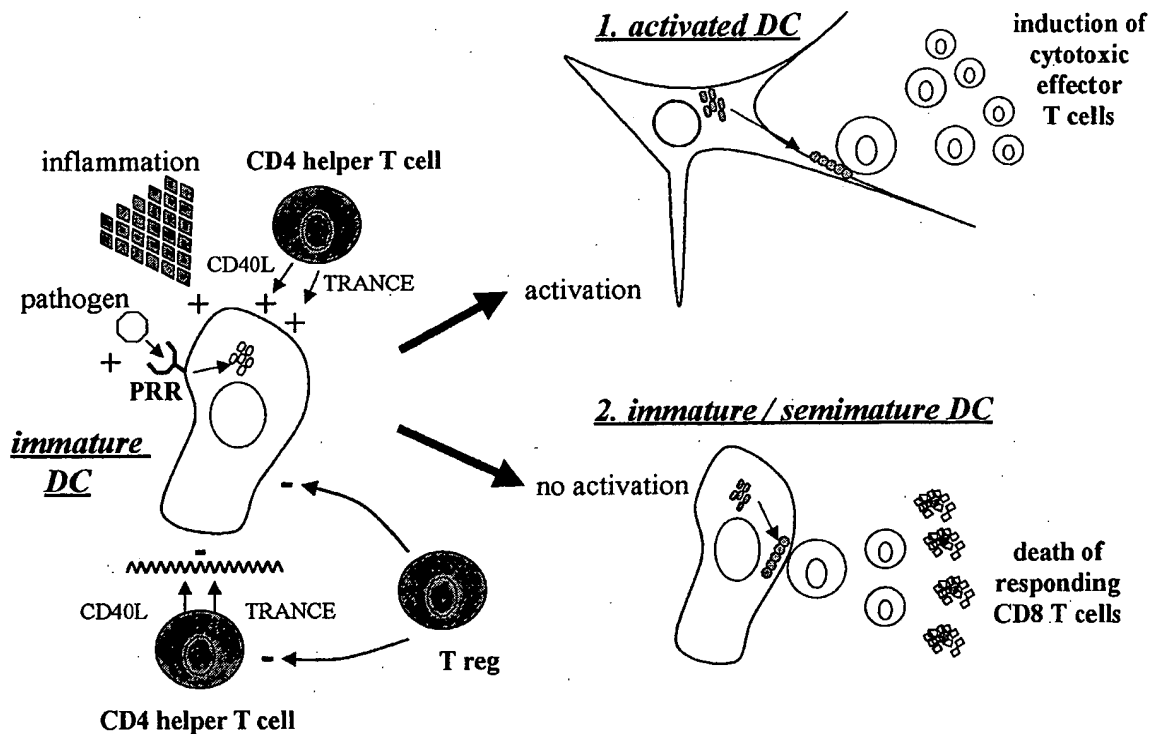 1. activated DC
induction of
cytotoxic
effector
T cells
inflammation
CD4 helper T cell
CD40L
TRANCE
pathogen
+
+
+
+
PRR
activation
immature
DC
2. immature / semimature DC
no activation
-
-
CD40L
TRANCE
-
T reg
CD4 helper T cell
death of
responding
CD8 T cells